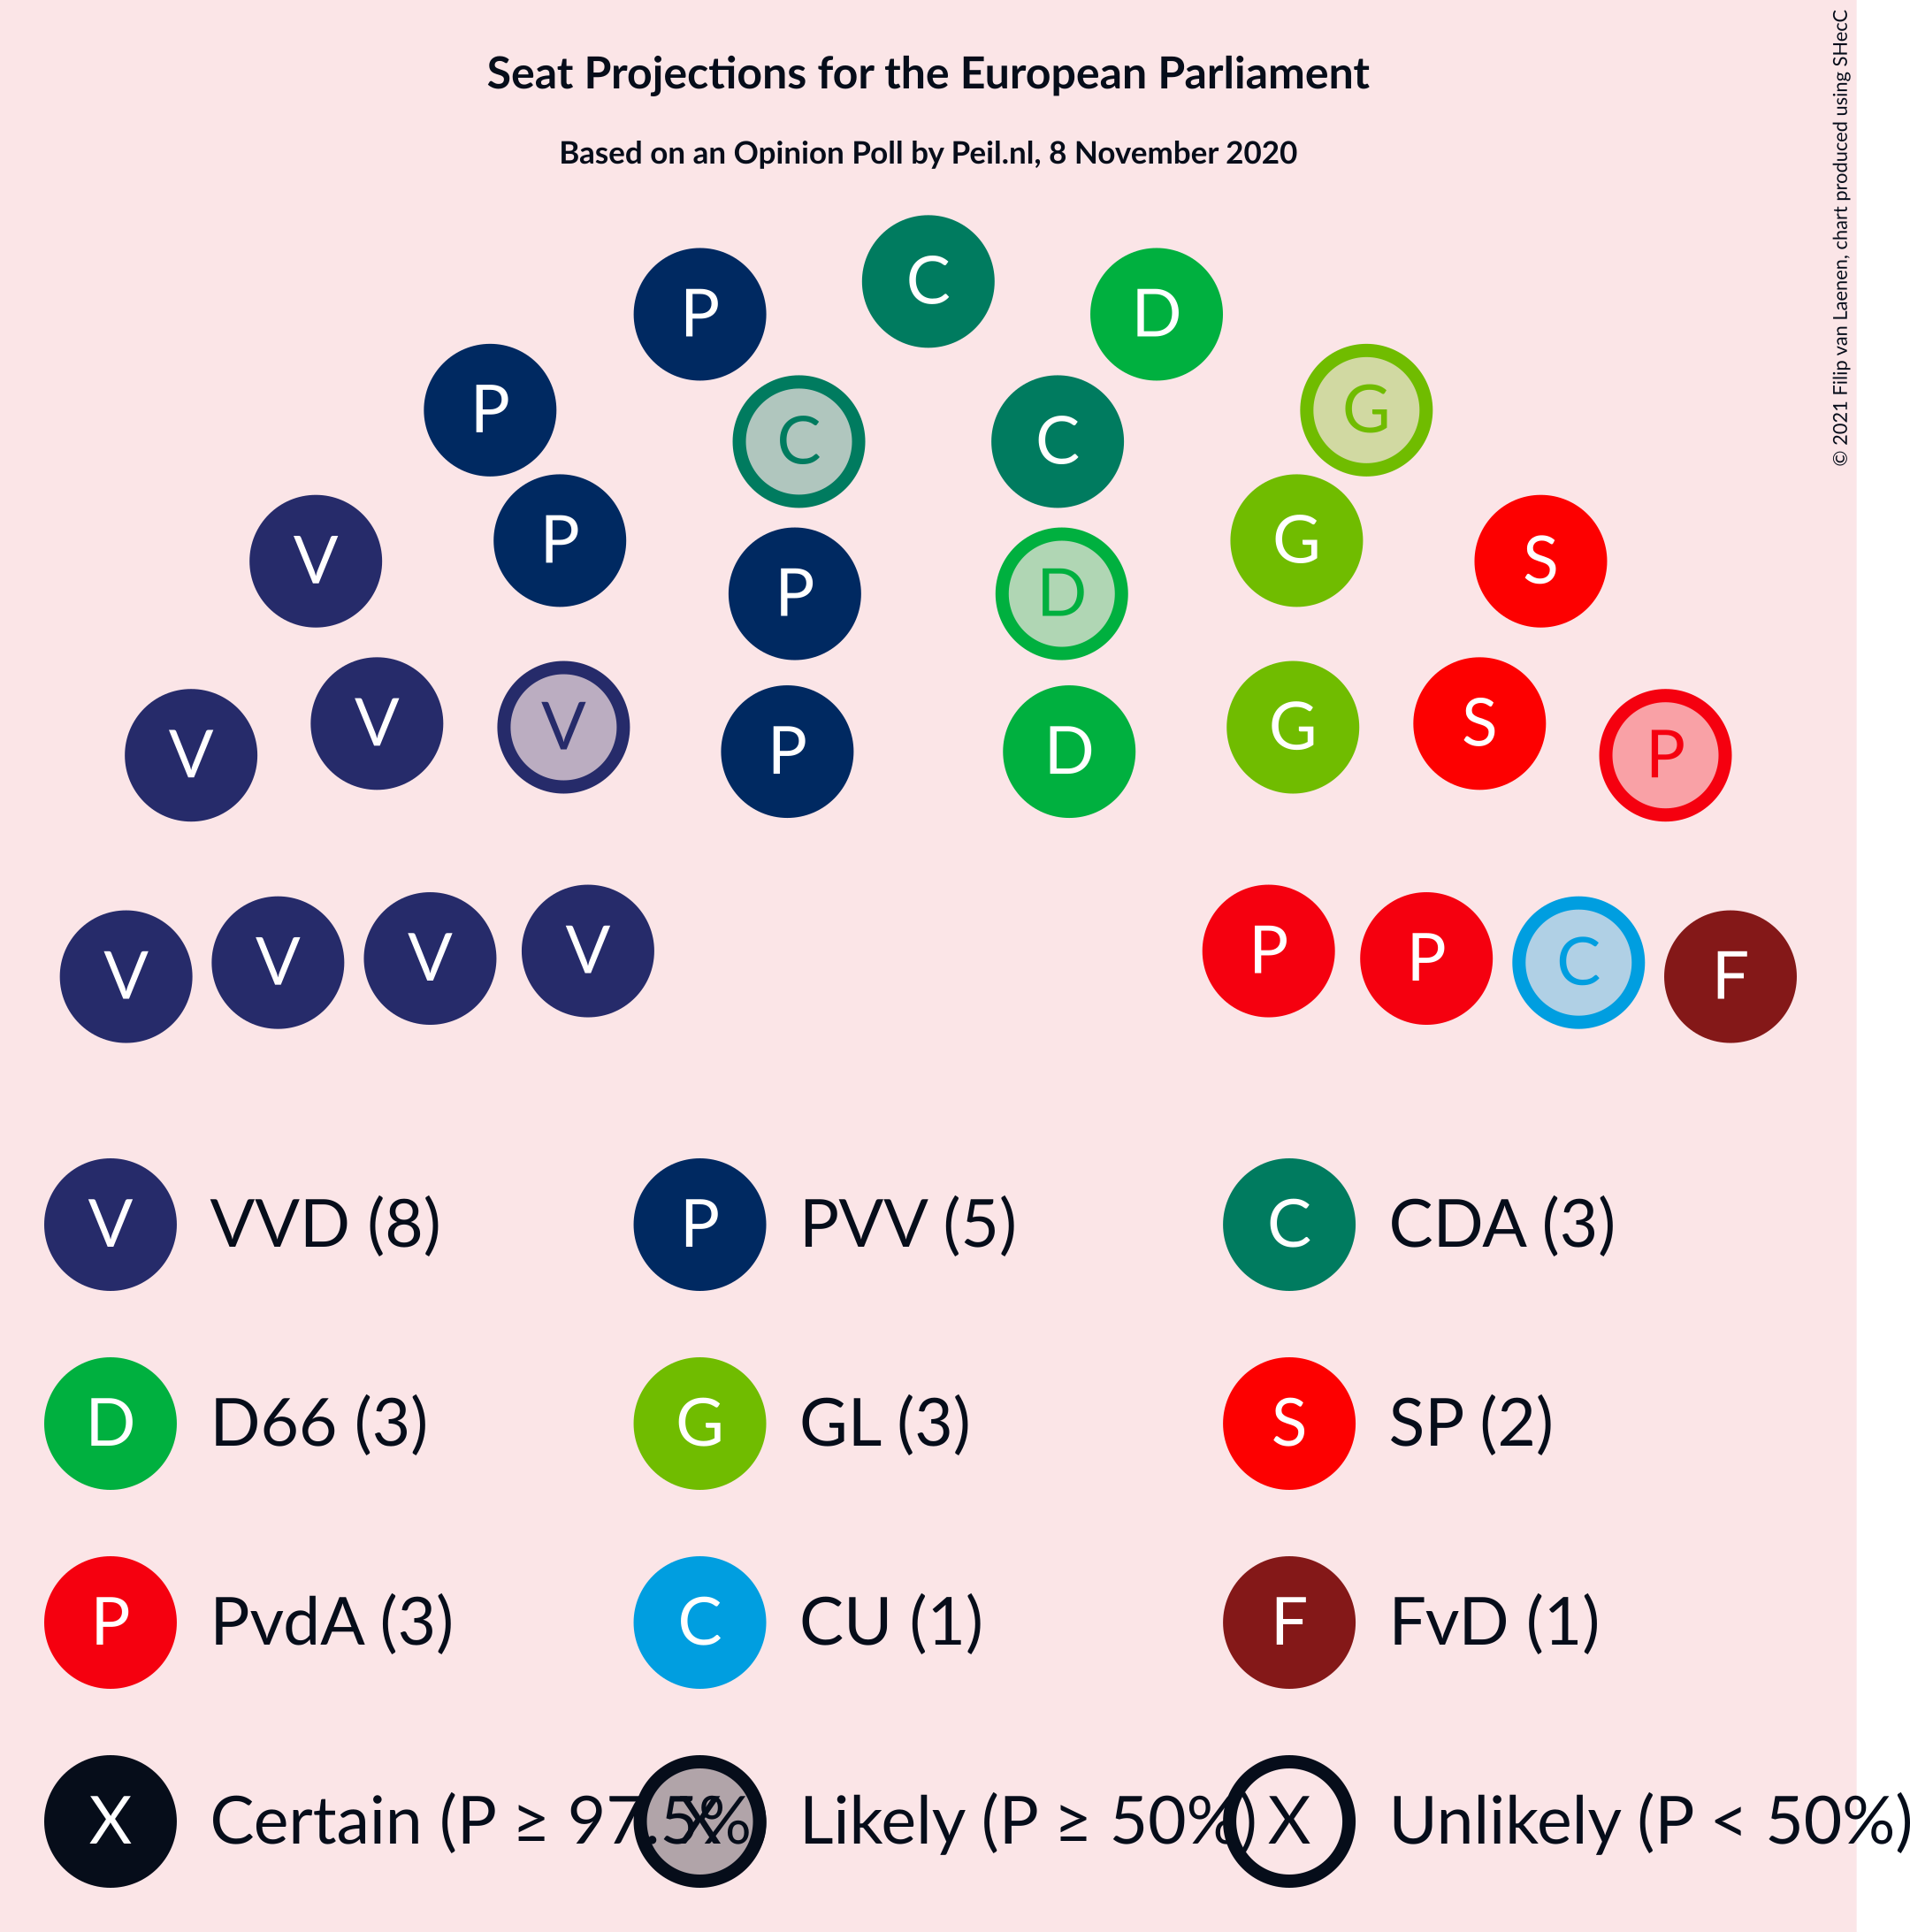 Seat Projections for the European Parliament
Based on an Opinion Poll by Peil.nl, 8 November 2020
© 2021 Filip van Laenen, chart produced using SHecC
C
P D
P G
C C
P G
V S
P D
V V V P D G S P
V V V V P P C F
V VVD (8) P PVV (5) C CDA (3)
D D66 (3) G GL (3) S SP (2)
P PvdA (3) C CU (1) F FvD (1)
X Certain (P ≥ 97.5%) X Likely (P ≥ 50%) X Unlikely (P < 50%)